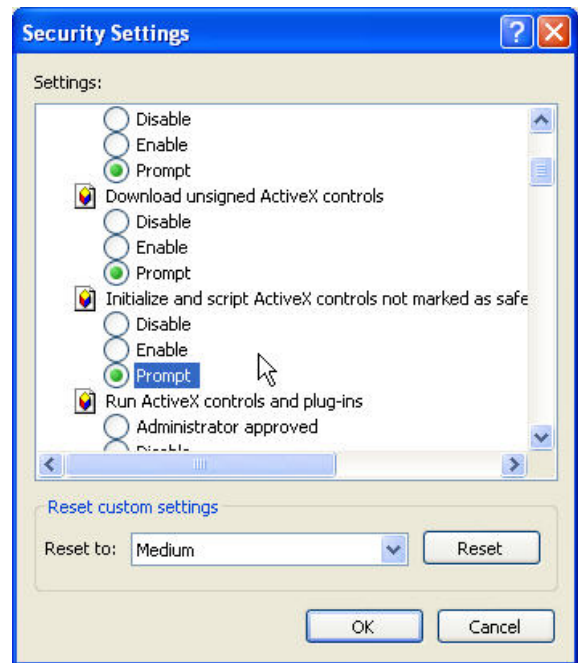 Security Settings
Settings:
Disable
Enable
Prompt
Download unsigned ActiveX controls
Disable
Enable
Prompt
Initialize and script ActiveX controls not marked as safe
Disable
Enable
Prompt
Run ActiveX controls and plug-ins
Administrator approved
Disable
Reset custom settings
Reset to: Medium Reset
OK Cancel